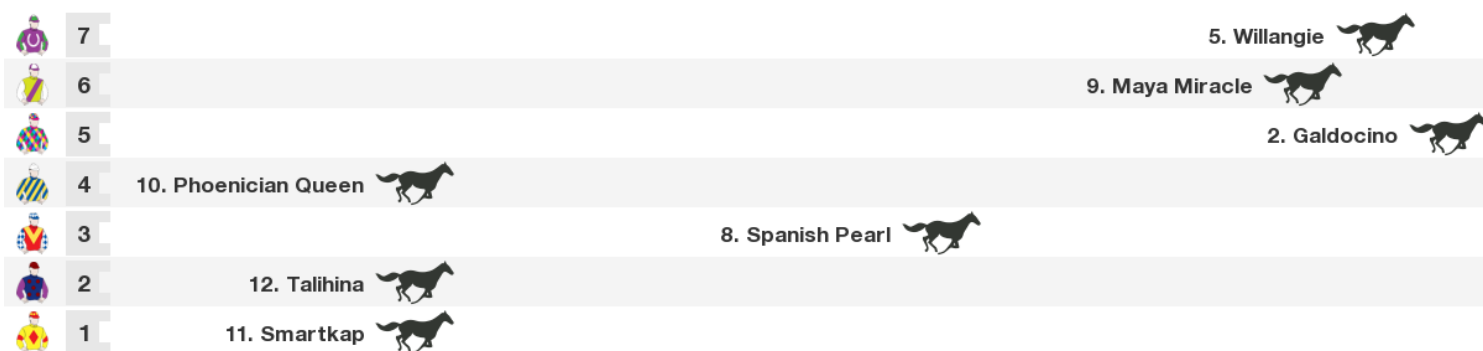 7 5. Willangie
6 9. Maya Miracle
5 2. Galdocino
4 10. Phoenician Queen
3 8. Spanish Pearl
2 12. Talihina
1 11. Smartkap